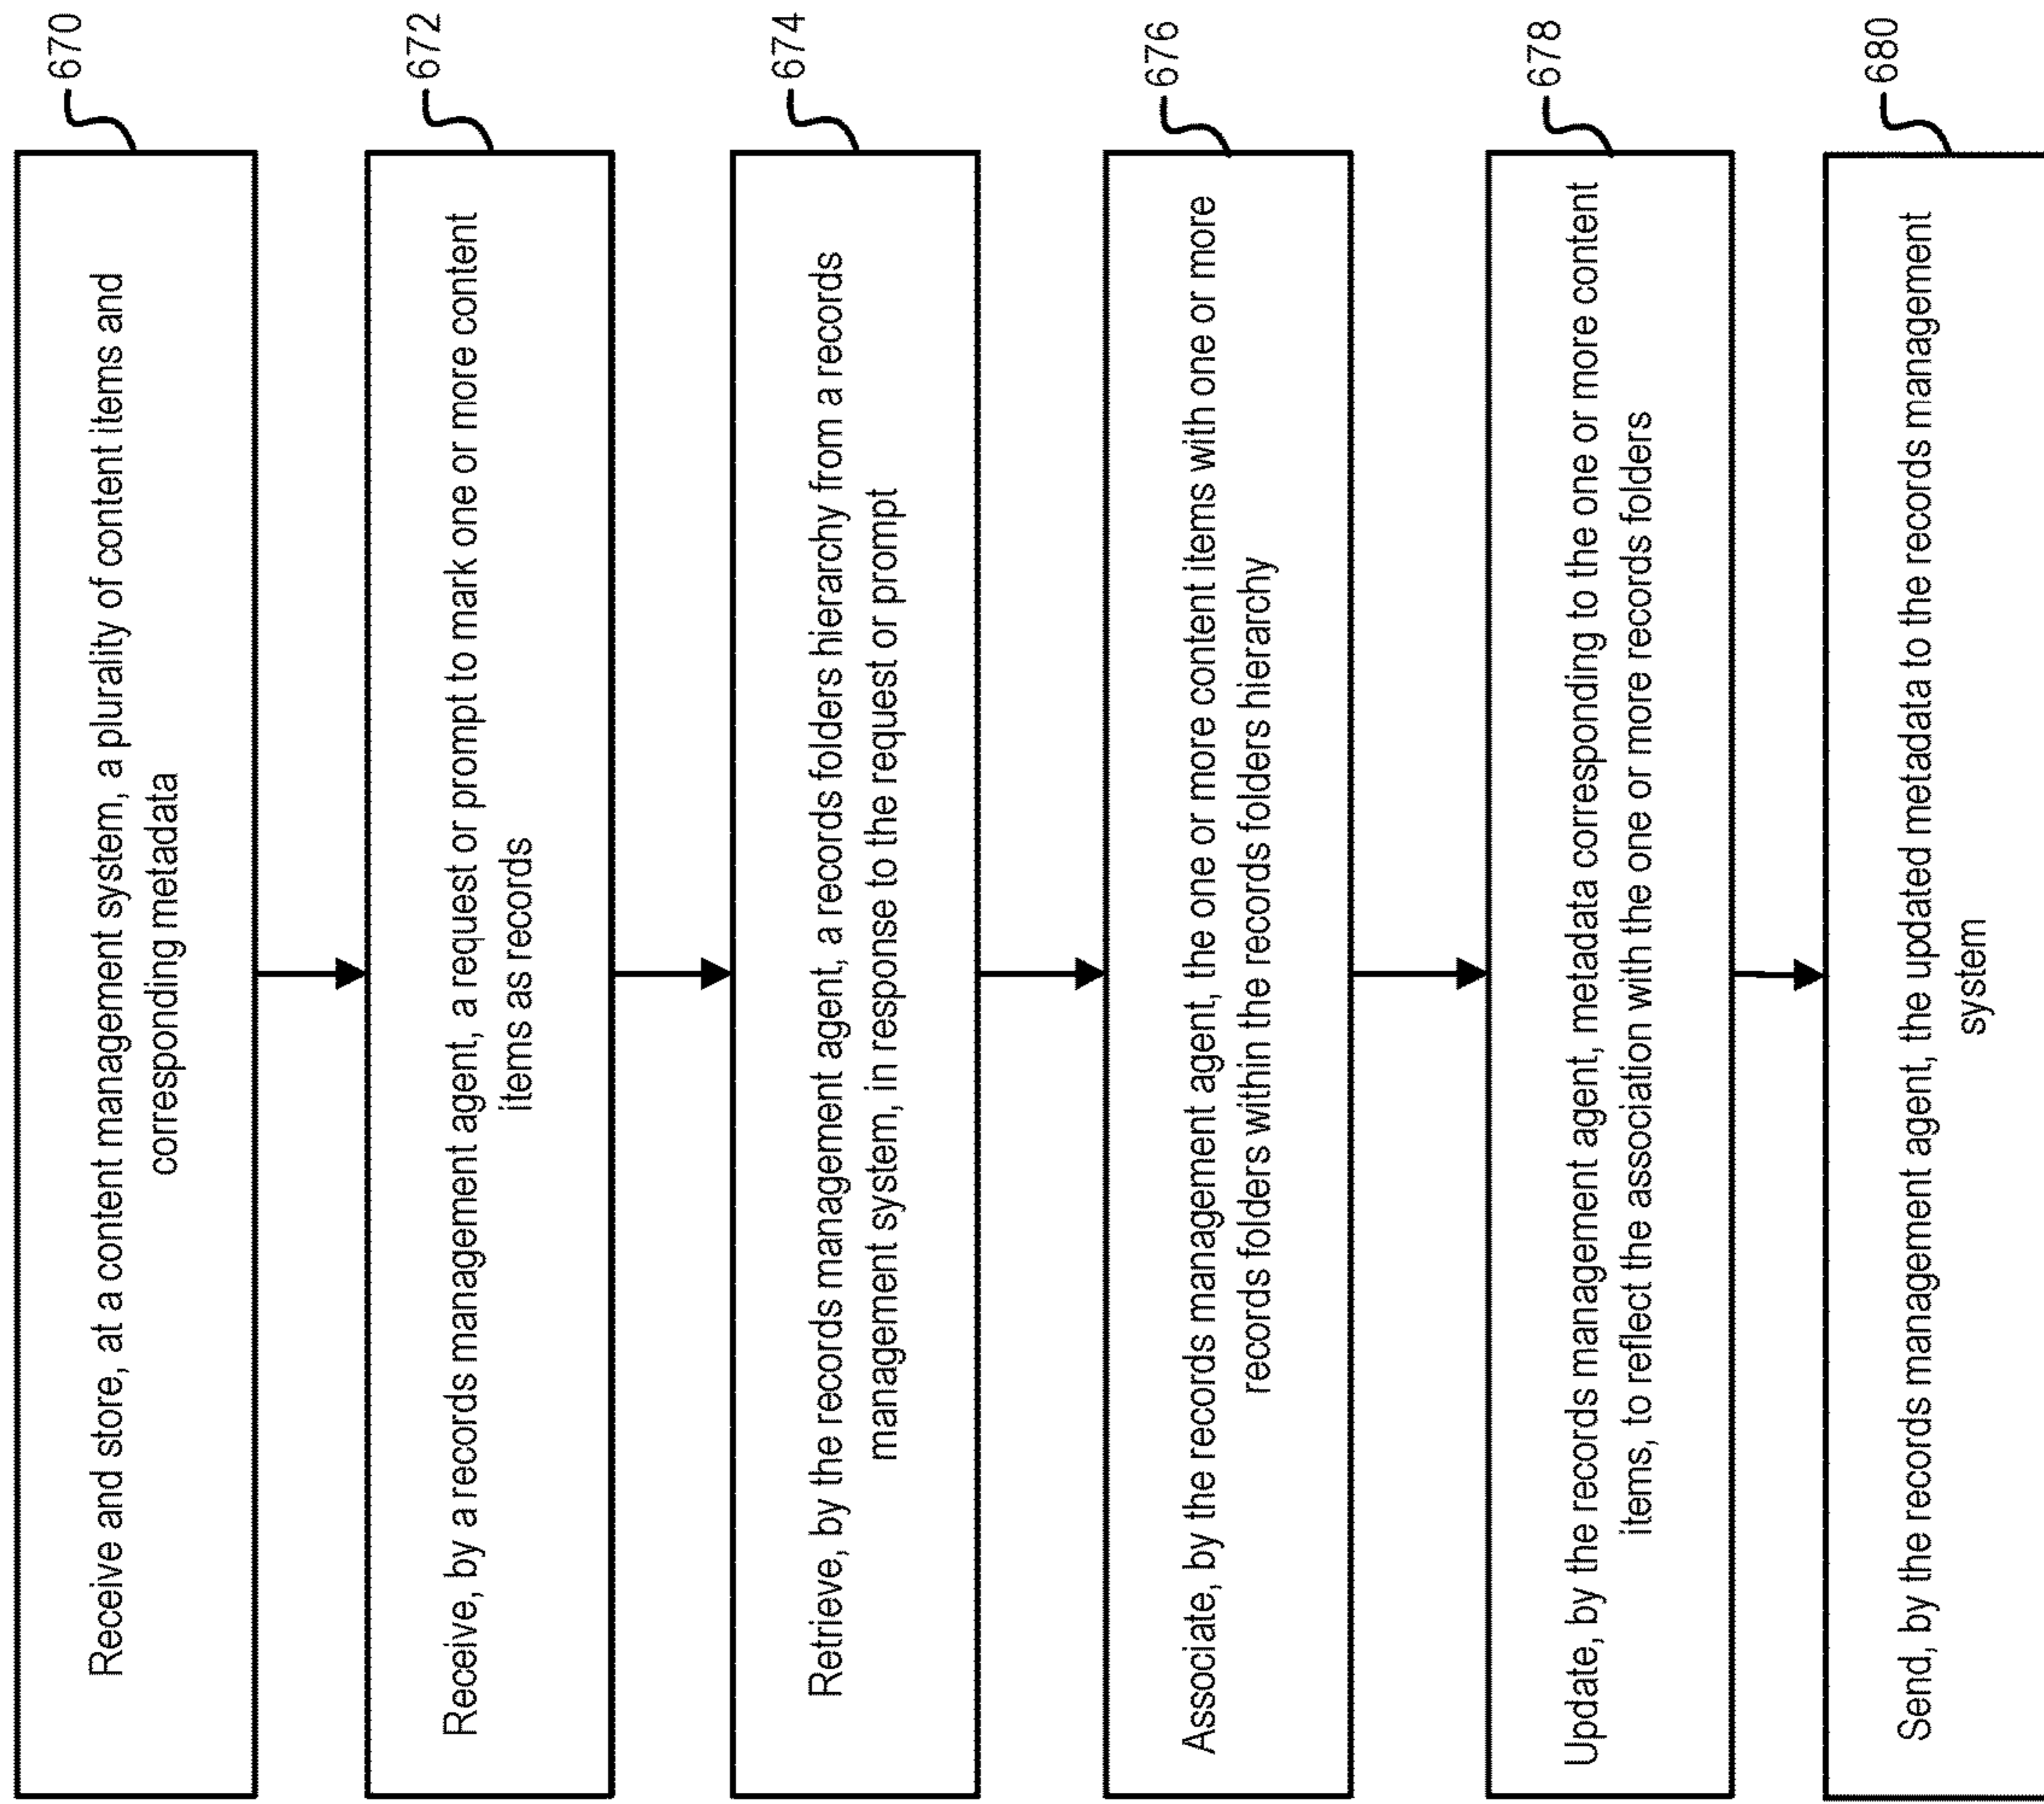 Receive and store, at a content management system, a plurality of content items and
corresponding metadata
670
Receive, by a records management agent, a request or prompt to mark one or more content
items as records
672
Retrieve, by the records management agent, a records folders hierarchy from a records
management system, in response to the request or prompt
674
Associate, by the records management agent, the one or more content items with one or more
records folders within the records folders hierarchy
676
Update, by the records management agent, metadata corresponding to the one or more content
items, to reflect the association with the one or more records folders
678
Send, by the records management agent, the updated metadata to the records management
system
680